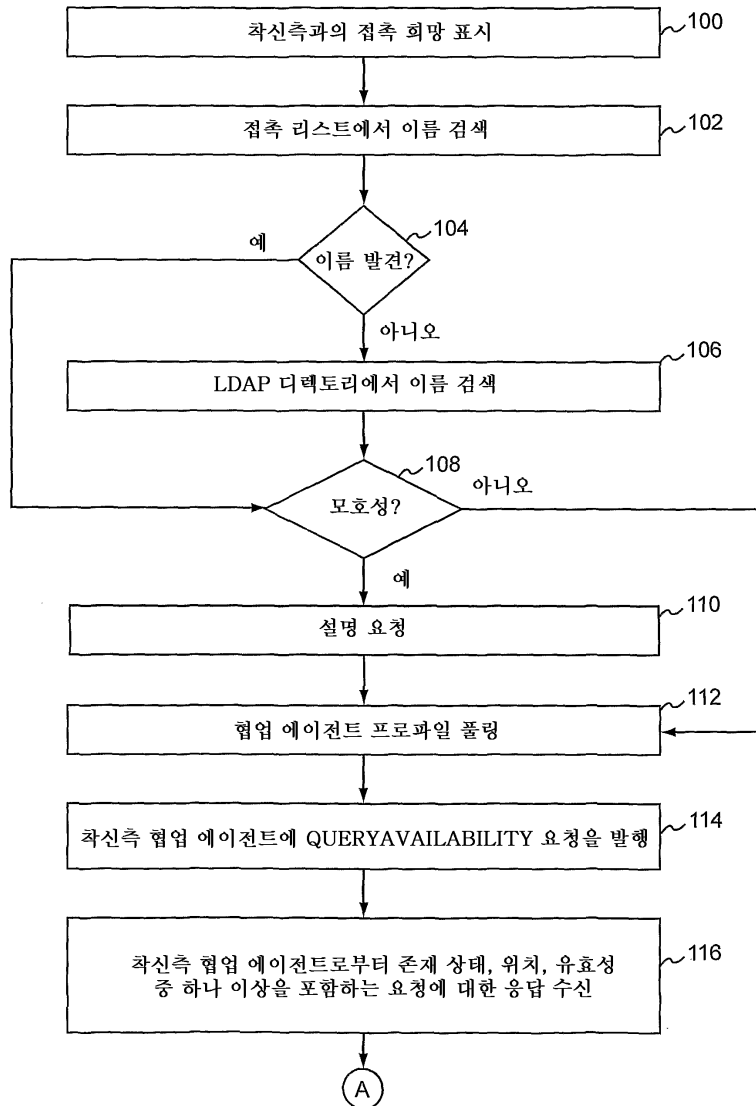 착신측과의 접촉 희망 표시
100
접촉 리스트에서 이름 검색
102
104
예
이름 발견?
아니오
106
LDAP 디렉토리에서 이름 검색
108
아니오
모호성?
예
110
설명 요청
112
협업 에이전트 프로파일 폴링
착신측 협업 에이전트에 QUERYAVAILABILITY 요청을 발행
114
착신측 협업 에이전트로부터 존재 상태, 위치, 유효성
중 하나 이상을 포함하는 요청에 대한 응답 수신
116
A